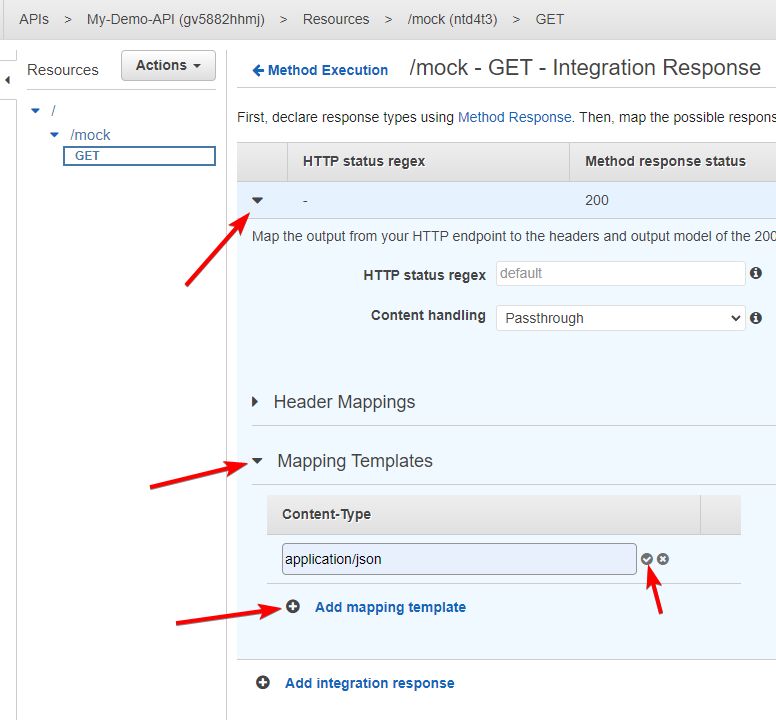 APIs > My-Demo-API (gv5882hhmj) > Resources > /mock (ntd4t3) > GET
Resources
Actions
Method Execution /mock - GET - Integration Response
/
/mock
GET
First, declare response types using Method Response. Then, map the possible respons
HTTP status regex Method response status
- 200
Map the output from your HTTP endpoint to the headers and output model of the 200
HTTP status regex default
Content handling Passthrough
Header Mappings
Mapping Templates
Content-Type
application/json
Add mapping template
Add integration response